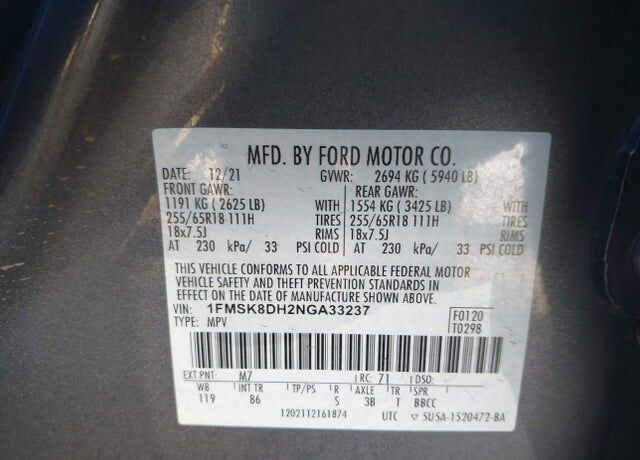 MFD. BY FORD MOTOR CO.
DATE: 12/21 GVWR: 2694 KG ( 5940 LB)
FRONT GAWR: REAR GAWR:
1191 KG ( 2625 LB) WITH 1554 KG ( 3425 LB) WITH
255/65R18 111H TIRES 255/65R18 111H TIRES
18x7.5J RIMS 18x7.5J RIMS
AT 230 kPa/ 33 PSI COLD AT 230 kPa/ 33 PSI COLD
THIS VEHICLE CONFORMS TO ALL APPLICABLE FEDERAL MOTOR
VEHICLE SAFETY AND THEFT PREVENTION STANDARDS IN
EFFECT ON THE DATE OF MANUFACTURE SHOWN ABOVE.
VIN: 1FMSK8DH2NGA33237 F0120
TYPE: MPV T0298
EXT PNT: M7 RC: 71 DSO:
WB INT TR TP/PS R AXLE TR SPR
119 86 S 3B T BBCC
1202112161874 UTC ▽ SU5A-1520472-BA